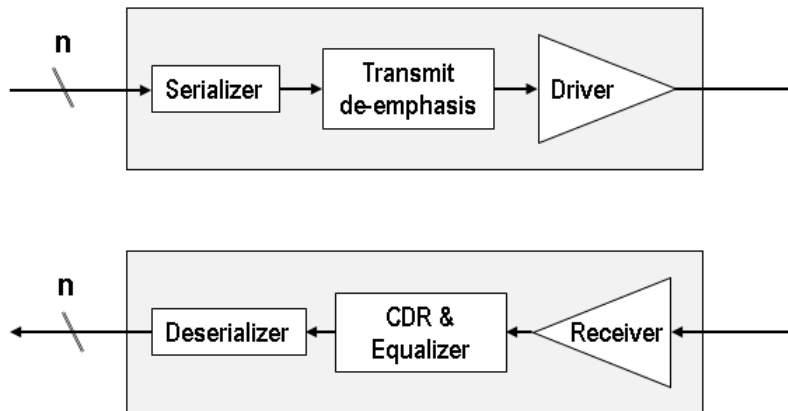 n
Serializer
Transmit
de-emphasis
Driver
n
Deserializer
CDR &
Equalizer
Receiver